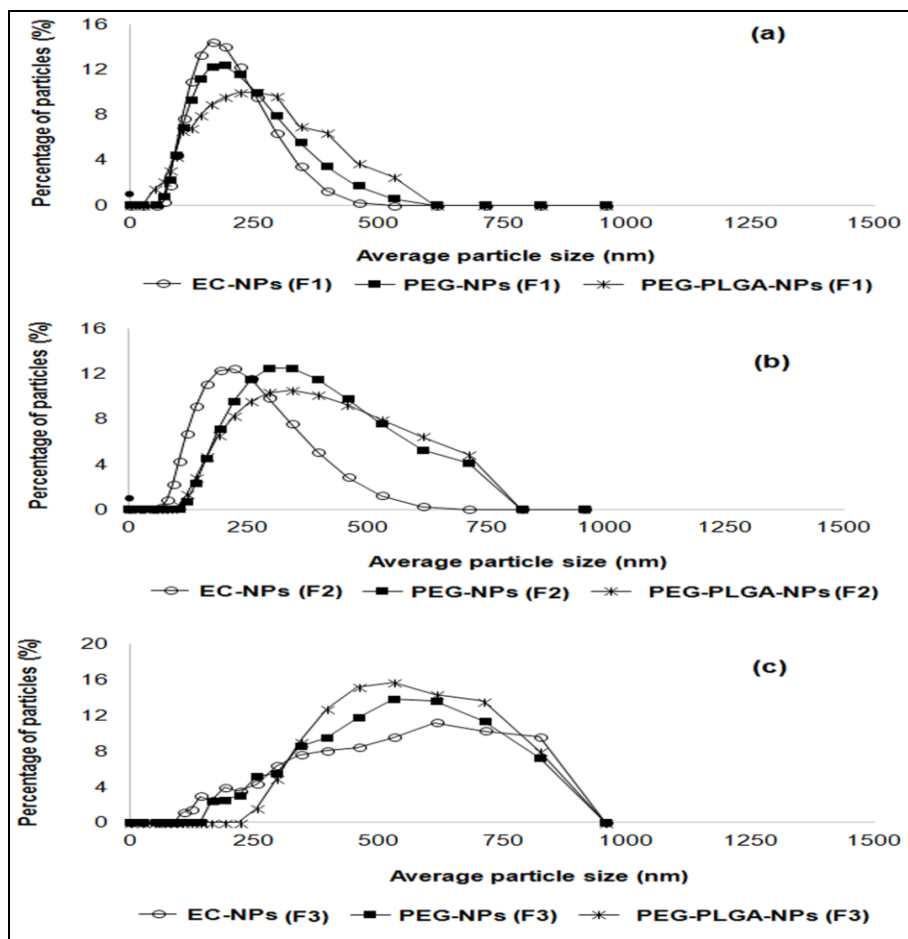 (a)
Percentage of particles (%)
16
12
8
4
0
0 250 500 750 1000 1250 1500
Average particle size (nm)
EC-NPs (F1) PEG-NPs (F1) PEG-PLGA-NPs (F1)
(b)
Percentage of particles (%)
16
12
8
4
0
0 250 500 750 1000 1250 1500
Average particle size (nm)
EC-NPs (F2) PEG-NPs (F2) PEG-PLGA-NPs (F2)
(c)
Percentage of particles (%)
20
16
12
8
4
0
0 250 500 750 1000 1250 1500
Average particle size (nm)
EC-NPs (F3) PEG-NPs (F3) PEG-PLGA-NPs (F3)